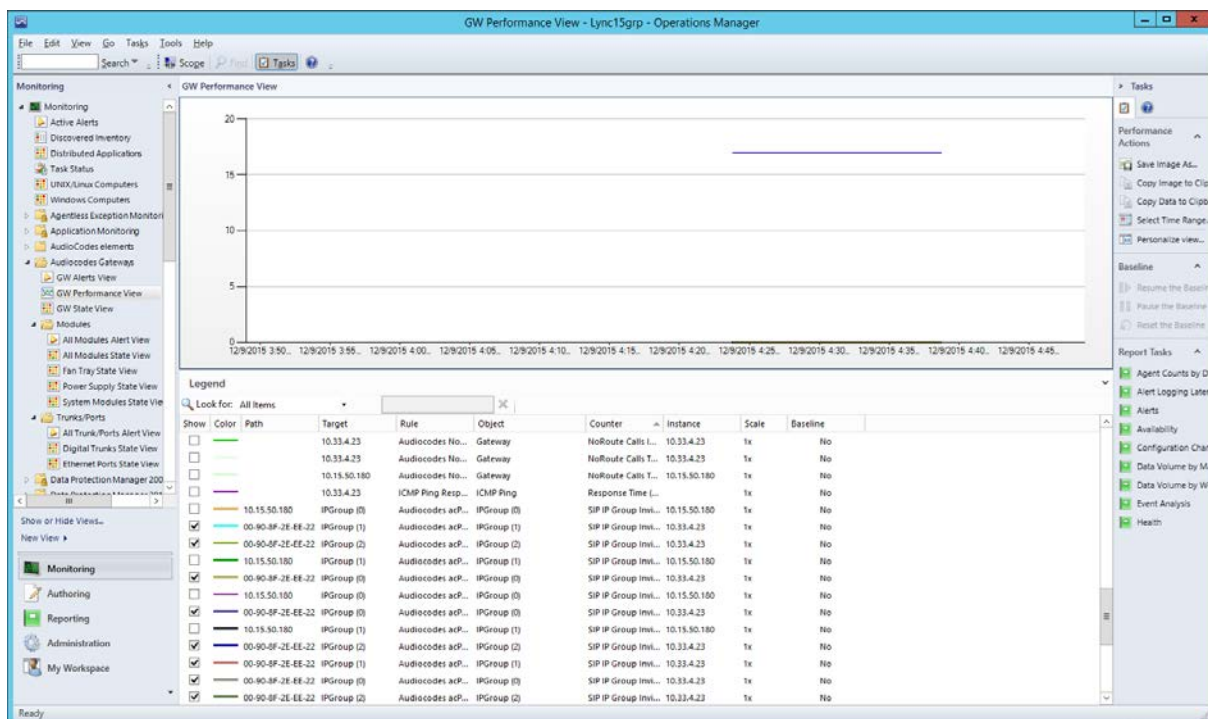 GW Performance View - Lync15grp - Operations Manager
File Edit View Go Tasks Tools Help
Search Scope Find Tasks
Monitoring
Monitoring
Active Alerts
Discovered Inventory
Distributed Applications
Task Status
UNIX/Linux Computers
Windows Computers
Agentless Exception Monitori
Application Monitoring
AudioCodes elements
Audiocodes Gateways
GW Alerts View
GW Performance View
GW State View
Modules
All Modules Alert View
All Modules State View
Fan Tray State View
Power Supply State View
System Modules State Vie
Trunks/Ports
All Trunk/Ports Alert View
Digital Trunks State View
Ethernet Ports State View
Data Protection Manager 200
Show or Hide Views...
New View
Monitoring
Authoring
Reporting
Administration
My Workspace
Ready
GW Performance View
20
15
10
5
0
12/9/2015 3:50... 12/9/2015 3:55... 12/9/2015 4:00... 12/9/2015 4:05... 12/9/2015 4:10... 12/9/2015 4:15... 12/9/2015 4:20... 12/9/2015 4:25... 12/9/2015 4:30... 12/9/2015 4:35... 12/9/2015 4:40... 12/9/2015 4:45...
Legend
Look for: All Items
Show Color Path Target Rule Object Counter Instance Scale Baseline
10.33.4.23 Audiocodes No... Gateway NoRoute Calls I... 10.33.4.23 1x No
10.33.4.23 Audiocodes No... Gateway NoRoute Calls T... 10.33.4.23 1x No
10.15.50.180 Audiocodes No... Gateway NoRoute Calls T... 10.15.50.180 1x No
10.33.4.23 ICMP Ping Resp... ICMP Ping Response Time (... 10.33.4.23 1x No
10.15.50.180 IPGroup (0) Audiocodes acP... IPGroup (0) SIP IP Group Invi... 10.15.50.180 1x No
00-90-8F-2E-EE-22 IPGroup (1) Audiocodes acP... IPGroup (1) SIP IP Group Invi... 10.33.4.23 1x No
00-90-8F-2E-EE-22 IPGroup (2) Audiocodes acP... IPGroup (2) SIP IP Group Invi... 10.33.4.23 1x No
10.15.50.180 IPGroup (1) Audiocodes acP... IPGroup (1) SIP IP Group Invi... 10.15.50.180 1x No
00-90-8F-2E-EE-22 IPGroup (0) Audiocodes acP... IPGroup (0) SIP IP Group Invi... 10.33.4.23 1x No
10.15.50.180 IPGroup (0) Audiocodes acP... IPGroup (0) SIP IP Group Invi... 10.15.50.180 1x No
00-90-8F-2E-EE-22 IPGroup (0) Audiocodes acP... IPGroup (0) SIP IP Group Invi... 10.33.4.23 1x No
10.15.50.180 IPGroup (1) Audiocodes acP... IPGroup (1) SIP IP Group Invi... 10.15.50.180 1x No
00-90-8F-2E-EE-22 IPGroup (2) Audiocodes acP... IPGroup (2) SIP IP Group Invi... 10.33.4.23 1x No
00-90-8F-2E-EE-22 IPGroup (1) Audiocodes acP... IPGroup (1) SIP IP Group Invi... 10.33.4.23 1x No
00-90-8F-2E-EE-22 IPGroup (0) Audiocodes acP... IPGroup (0) SIP IP Group Invi... 10.33.4.23 1x No
00-90-8F-2E-EE-22 IPGroup (2) Audiocodes acP... IPGroup (2) SIP IP Group Invi... 10.33.4.23 1x No
Tasks
Performance
Actions
Save Image As...
Copy Image to Clip
Copy Data to Clipb
Select Time Range.
Personalize view...
Baseline
Resume the Baselin
Pause the Baseline
Reset the Baseline
Report Tasks
Agent Counts by D
Alert Logging Later
Alerts
Availability
Configuration Char
Data Volume by M
Data Volume by W
Event Analysis
Health